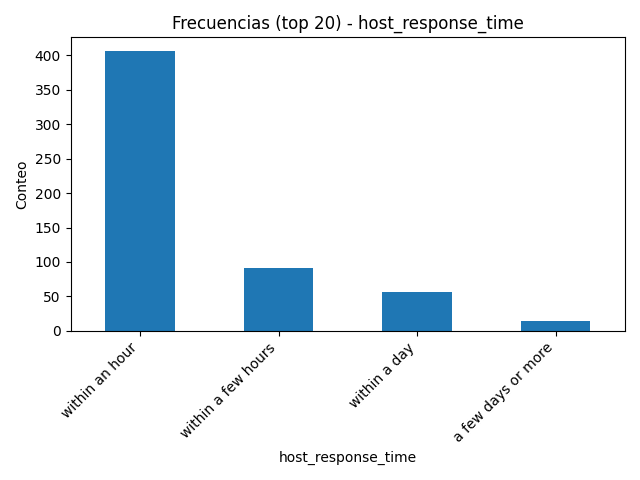 Frecuencias (top 20) - host_response_time
Conteo
400
350
300
250
200
150
100
50
0
within an hour
within a few hours
within a day
a few days or more
host_response_time